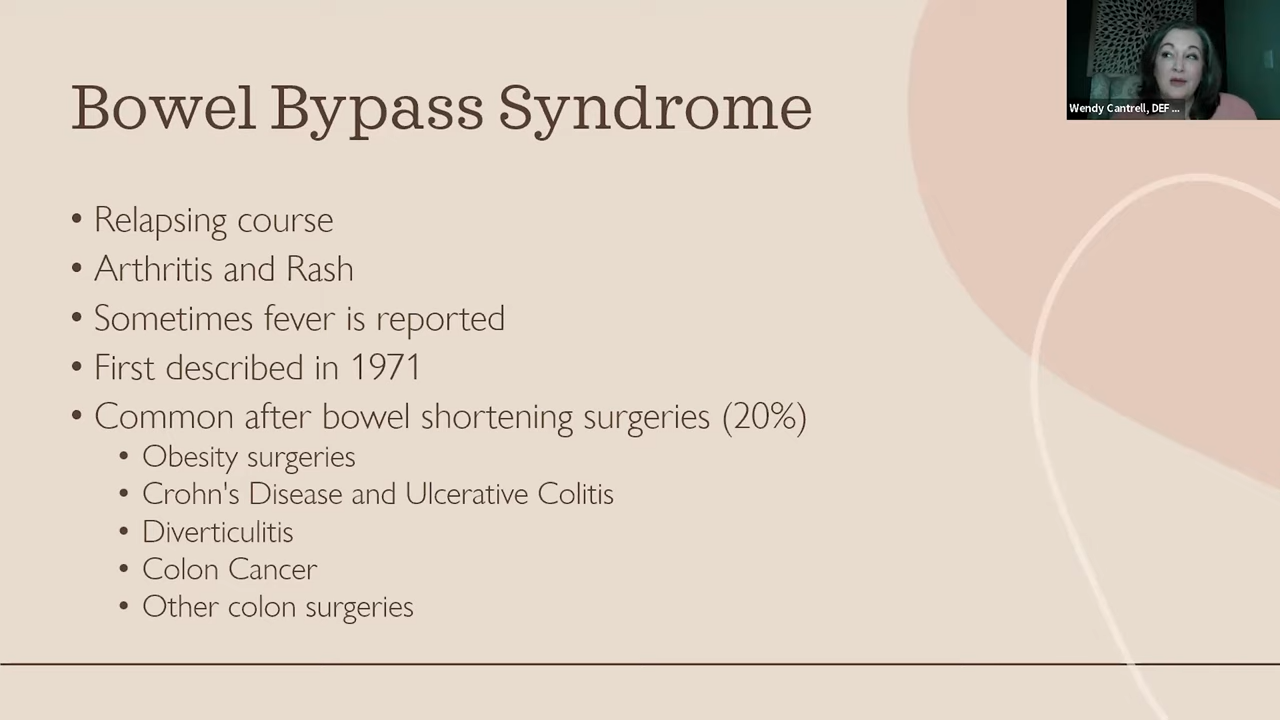 Bowel Bypass Syndrome
Wendy Cantrell, DEF ...
• Relapsing course
• Arthritis and Rash
• Sometimes fever is reported
• First described in 1971
• Common after bowel shortening surgeries (20%)
• Obesity surgeries
• Crohn's Disease and Ulcerative Colitis
• Diverticulitis
• Colon Cancer
• Other colon surgeries